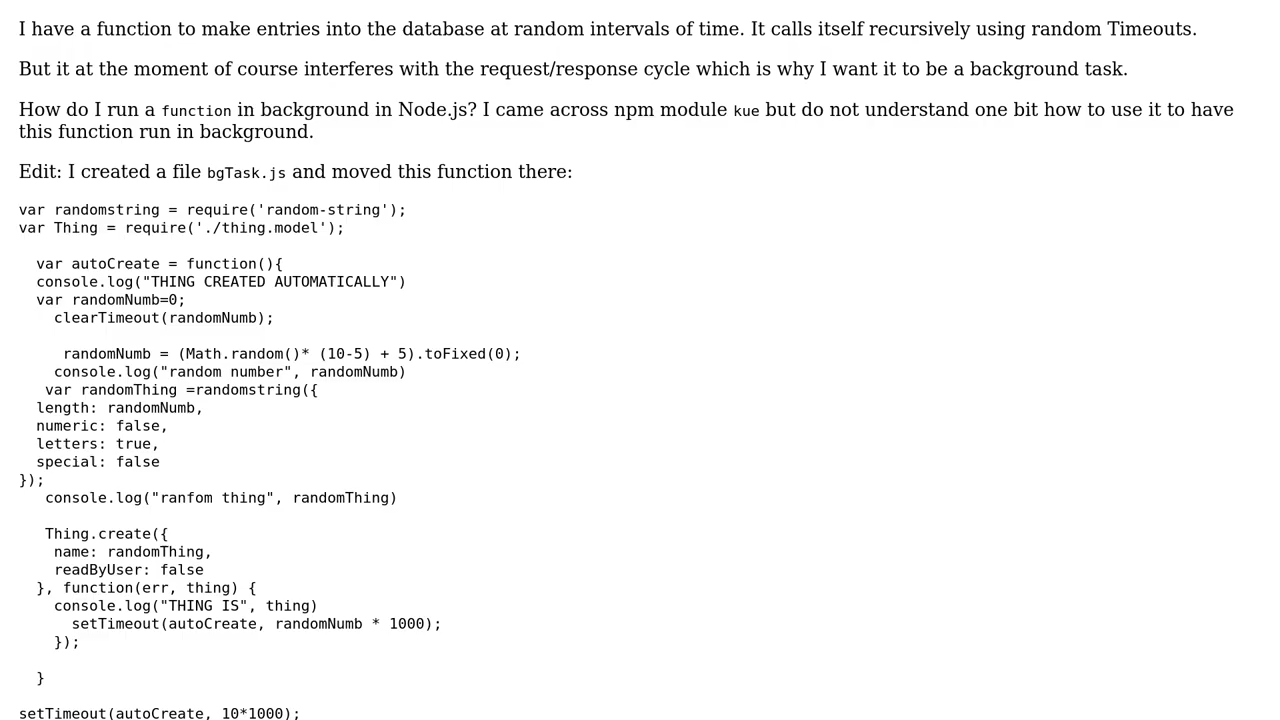 I have a function to make entries into the database at random intervals of time. It calls itself recursively using random Timeouts.
But it at the moment of course interferes with the request/response cycle which is why I want it to be a background task.
How do I run a function in background in Node.js? I came across npm module kue but do not understand one bit how to use it to have
this function run in background.
Edit: I created a file bgTask.js and moved this function there:
var randomstring = require('random-string');
var Thing = require('./thing.model');
  var autoCreate = function(){
  console.log("THING CREATED AUTOMATICALLY")
  var randomNumb=0;
    clearTimeout(randomNumb);
     randomNumb = (Math.random()* (10-5) + 5).toFixed(0);
    console.log("random number", randomNumb)
   var randomThing =randomstring({
  length: randomNumb,
  numeric: false,
  letters: true,
  special: false
});
   console.log("ranfom thing", randomThing)
   Thing.create({
    name: randomThing,
    readByUser: false
  }, function(err, thing) {
    console.log("THING IS", thing)
      setTimeout(autoCreate, randomNumb * 1000);
    });
  }
setTimeout(autoCreate, 10*1000);